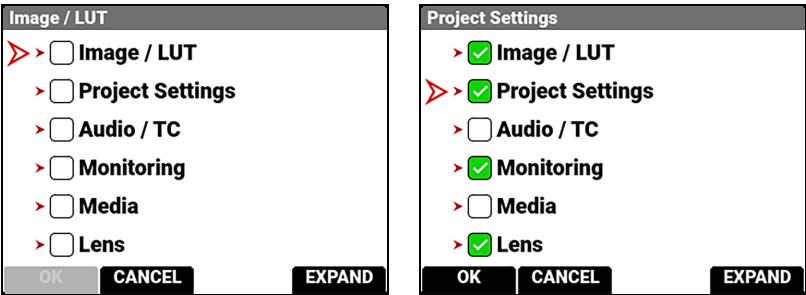 Image / LUT
Image / LUT
Project Settings
Audio / TC
Monitoring
Media
Lens
OK CANCEL EXPAND
Project Settings
Image / LUT
Project Settings
Audio / TC
Monitoring
Media
Lens
OK CANCEL EXPAND